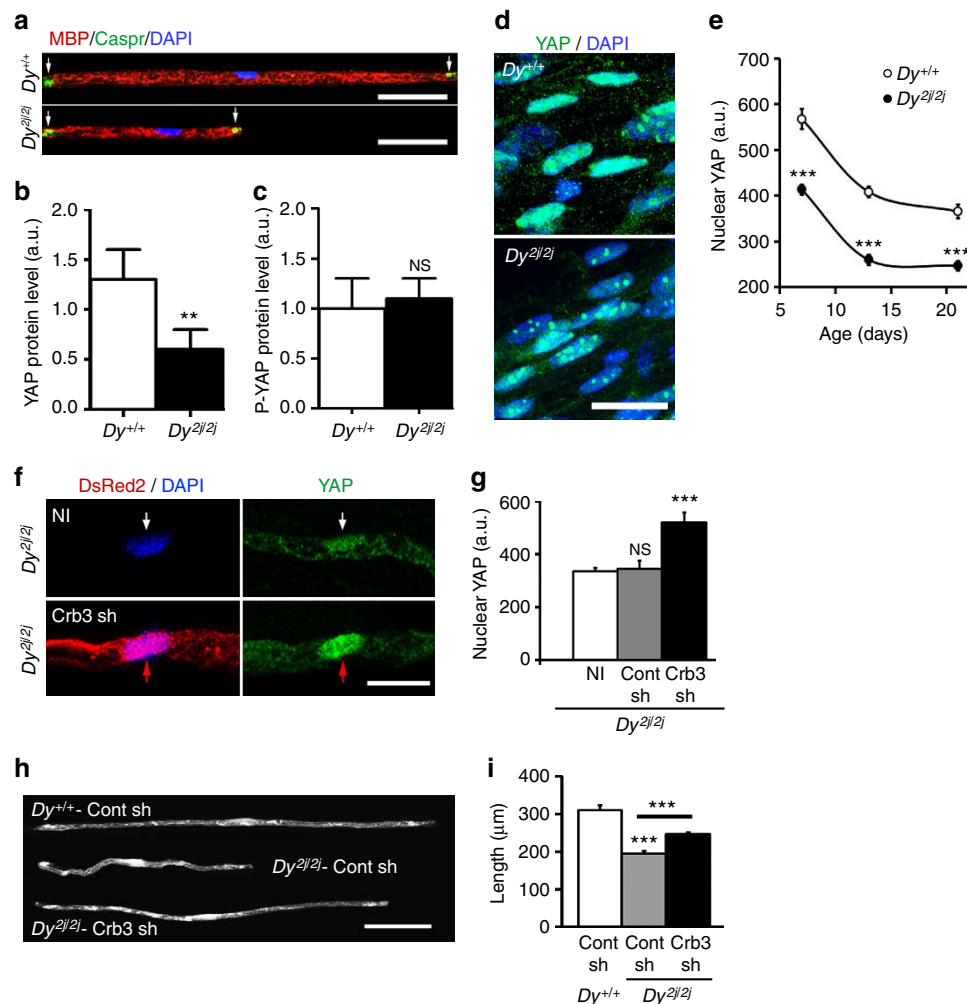 a
MBP/Caspr/DAPI
Dy+/+
Dy2j/2j
b
YAP protein level (a.u.)
2.0
1.5
1.0
0.5
0.0
**
Dy+/+
Dy2j/2j
c
P-YAP protein level (a.u.)
2.0
1.5
1.0
0.5
0.0
NS
Dy+/+
Dy2j/2j
d
YAP / DAPI
Dy+/+
Dy2j/2j
e
Nuclear YAP (a.u.)
700
600
500
400
300
200
Dy+/+
Dy2j/2j
***
***
***
5 10 15 20
Age (days)
f
DsRed2 / DAPI
YAP
NI
Dy2j/2j
Crb3 sh
Dy2j/2j
g
Nuclear YAP (a.u.)
600
400
600
0
NS
***
NI
Cont sh
Crb3 sh
Dy2j/2j
h
Dy+/+- Cont sh
Dy2j/2j- Cont sh
Dy2j/2j- Crb3 sh
i
Length (µm)
400
300
200
100
0
***
***
Cont sh
Cont sh
Crb3 sh
Dy+/+
Dy2j/2j